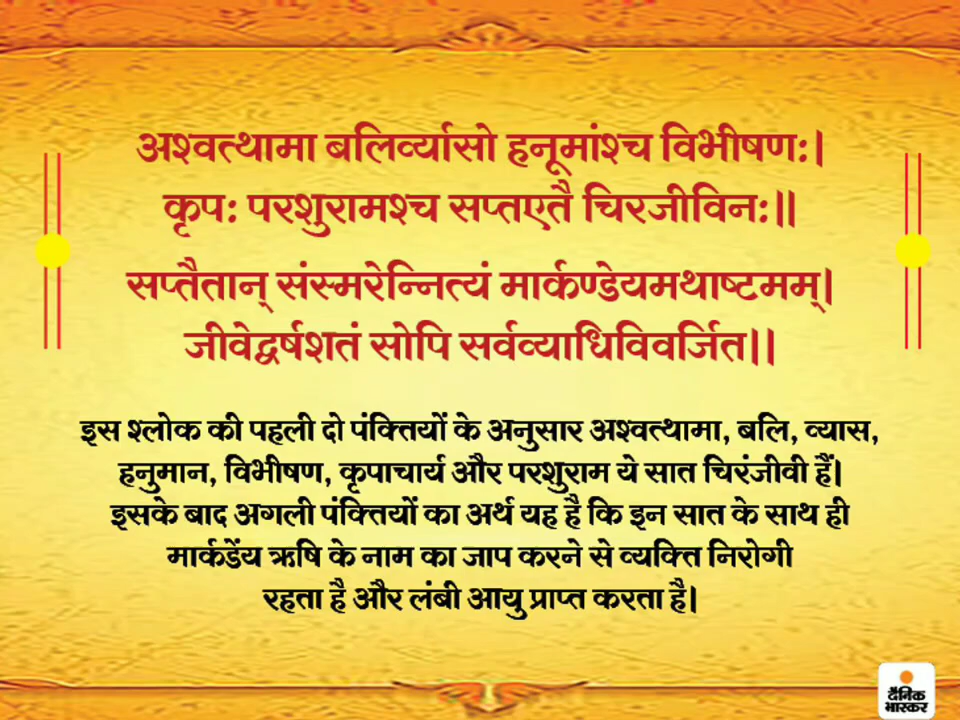 अश्वत्थामा बलिर्व्यासो हनूमांश्च विभीषण:।
कृप: परशुरामश्च सप्तएतै चिरजीविन:॥
सप्तैतान् संस्मरेन्नित्यं मार्कण्डेयमथाष्टमम्।
जीवेद्वर्षशतं सोपि सर्वव्याधिविवर्जित।।
इस श्लोक की पहली दो पंक्तियों के अनुसार अश्वत्थामा, बलि, व्यास,
हनुमान, विभीषण, कृपाचार्य और परशुराम ये सात चिरंजीवी हैं।
इसके बाद अगली पंक्तियों का अर्थ यह है कि इन सात के साथ ही
मार्कडेंय ऋषि के नाम का जाप करने से व्यक्ति निरोगी
रहता है और लंबी आयु प्राप्त करता है।
दैनिक
भास्कर